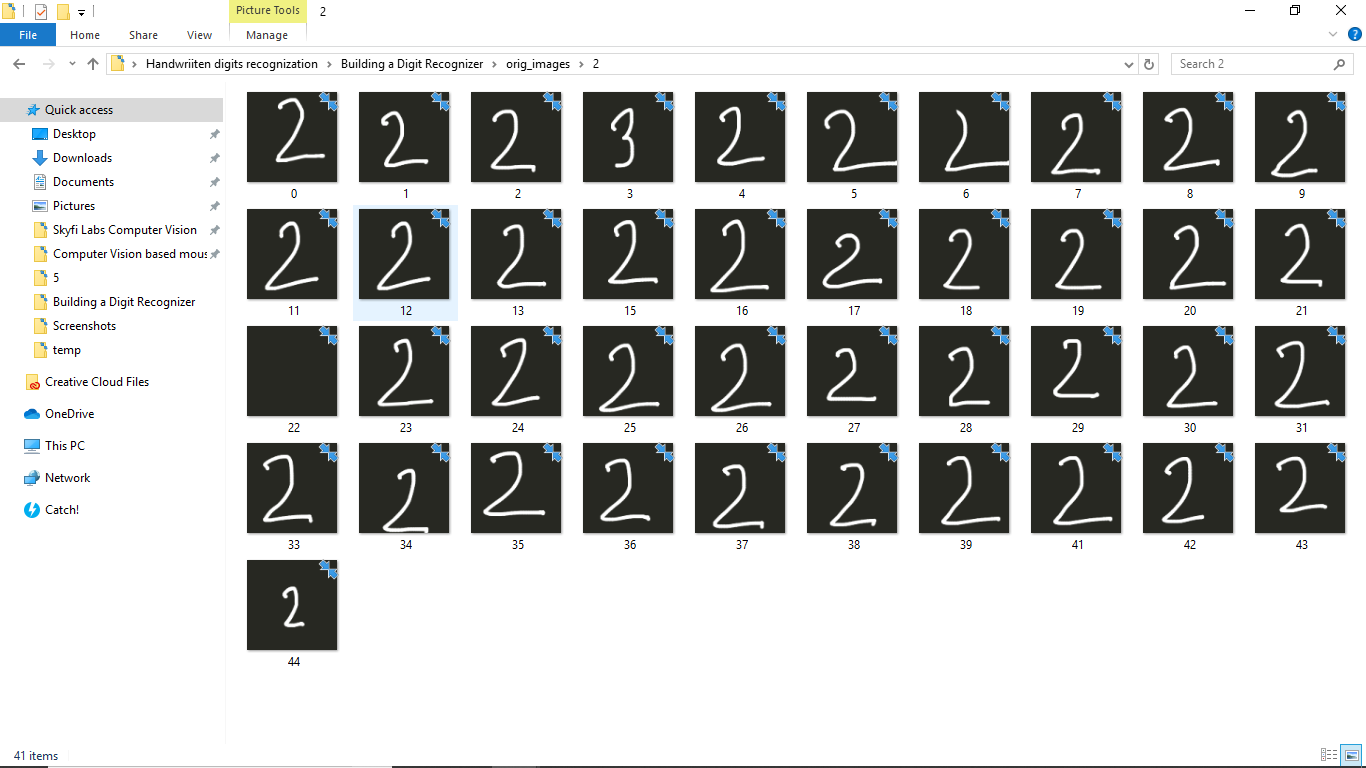 Picture Tools 2
File Home Share View Manage
Handwriiten digits recognization Building a Digit Recognizer orig_images 2 Search 2
Quick access
Desktop
Downloads
Documents
Pictures
Skyfi Labs Computer Vision
Computer Vision based mous
5
Building a Digit Recognizer
Screenshots
temp
Creative Cloud Files
OneDrive
This PC
Network
Catch!
2 2 2 3 2 2 2 2 2 2
0 1 2 3 4 5 6 7 8 9
2 2 2 2 2 2 2 2 2 2
11 12 13 15 16 17 18 19 20 21
2 2 2 2 2 2 2 2 2
22 23 24 25 26 27 28 29 30 31
2 2 2 2 2 2 2 2 2 2
33 34 35 36 37 38 39 41 42 43
2
44
41 items